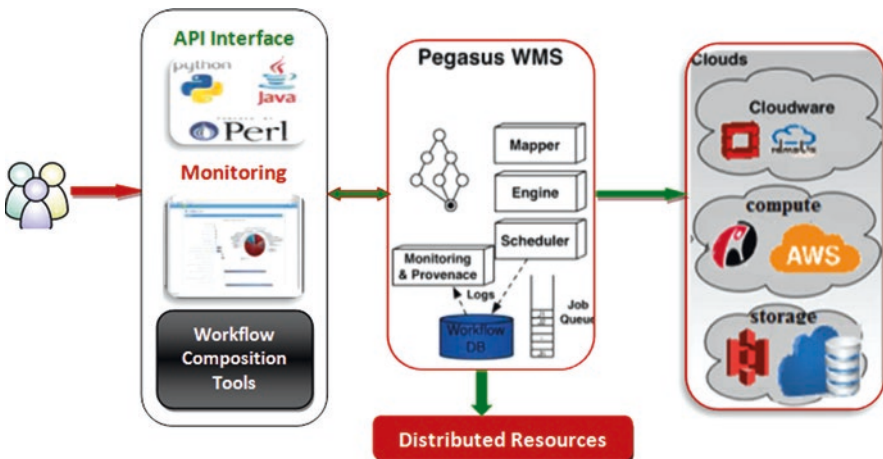 API Interface
python
Java
Perl
Monitoring
Workflow
Composition
Tools
Pegasus WMS
Mapper
Engine
Scheduler
Monitoring
& Provenace
Logs
Workflow
DB
Job
Queue
Distributed Resources
Clouds
Cloudware
compute
AWS
storage